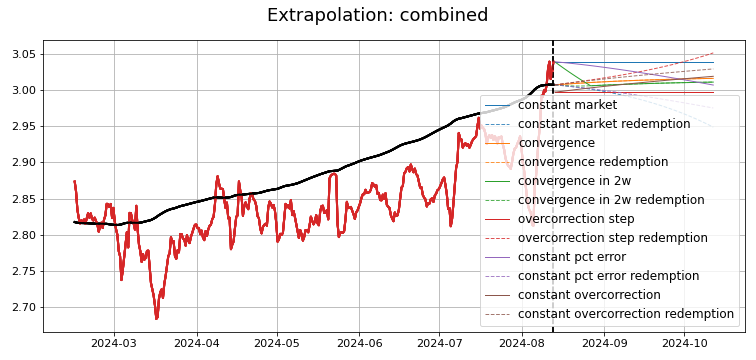 Extrapolation: combined
3.05
3.00
2.95
2.90
2.85
2.80
2.75
2.70
constant market
constant market redemption
convergence
convergence redemption
convergence in 2w
convergence in 2w redemption
overcorrection step
overcorrection step redemption
constant pct error
constant pct error redemption
constant overcorrection
constant overcorrection redemption
2024-03
2024-04
2024-05
2024-06
2024-07
2024-08
2024-09
2024-10